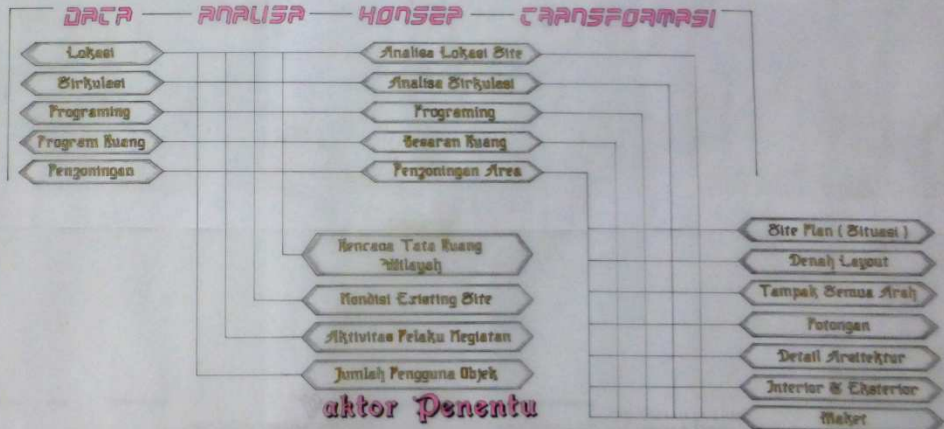 DATA ANALISA KONSEP TRANSFORMASI
Lokasi
Analisa Lokasi Site
Sirkulasi
Analisa Sirkulasi
Programing
Programing
Program Ruang
Besaran Ruang
Penzoningan
Penzoningan Area
Rencana Tata Ruang
Wilayah
Kondisi Existing Site
Aktivitas Pelaku Kegiatan
Jumlah Pengguna Objek
aktor Penentu
Site Plan ( Situasi )
Denah Layout
Tampak Semua Arah
Potongan
Detail Arsitektur
Interior & Eksterior
Maket